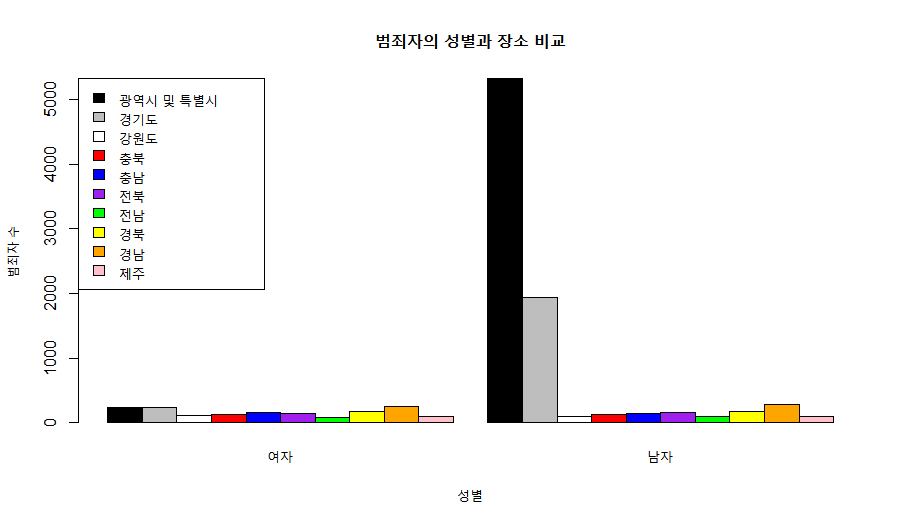 범죄자의 성별과 장소 비교
범죄자 수
5000
4000
3000
2000
1000
0
광역시 및 특별시
경기도
강원도
충북
충남
전북
전남
경북
경남
제주
여자
남자
성별